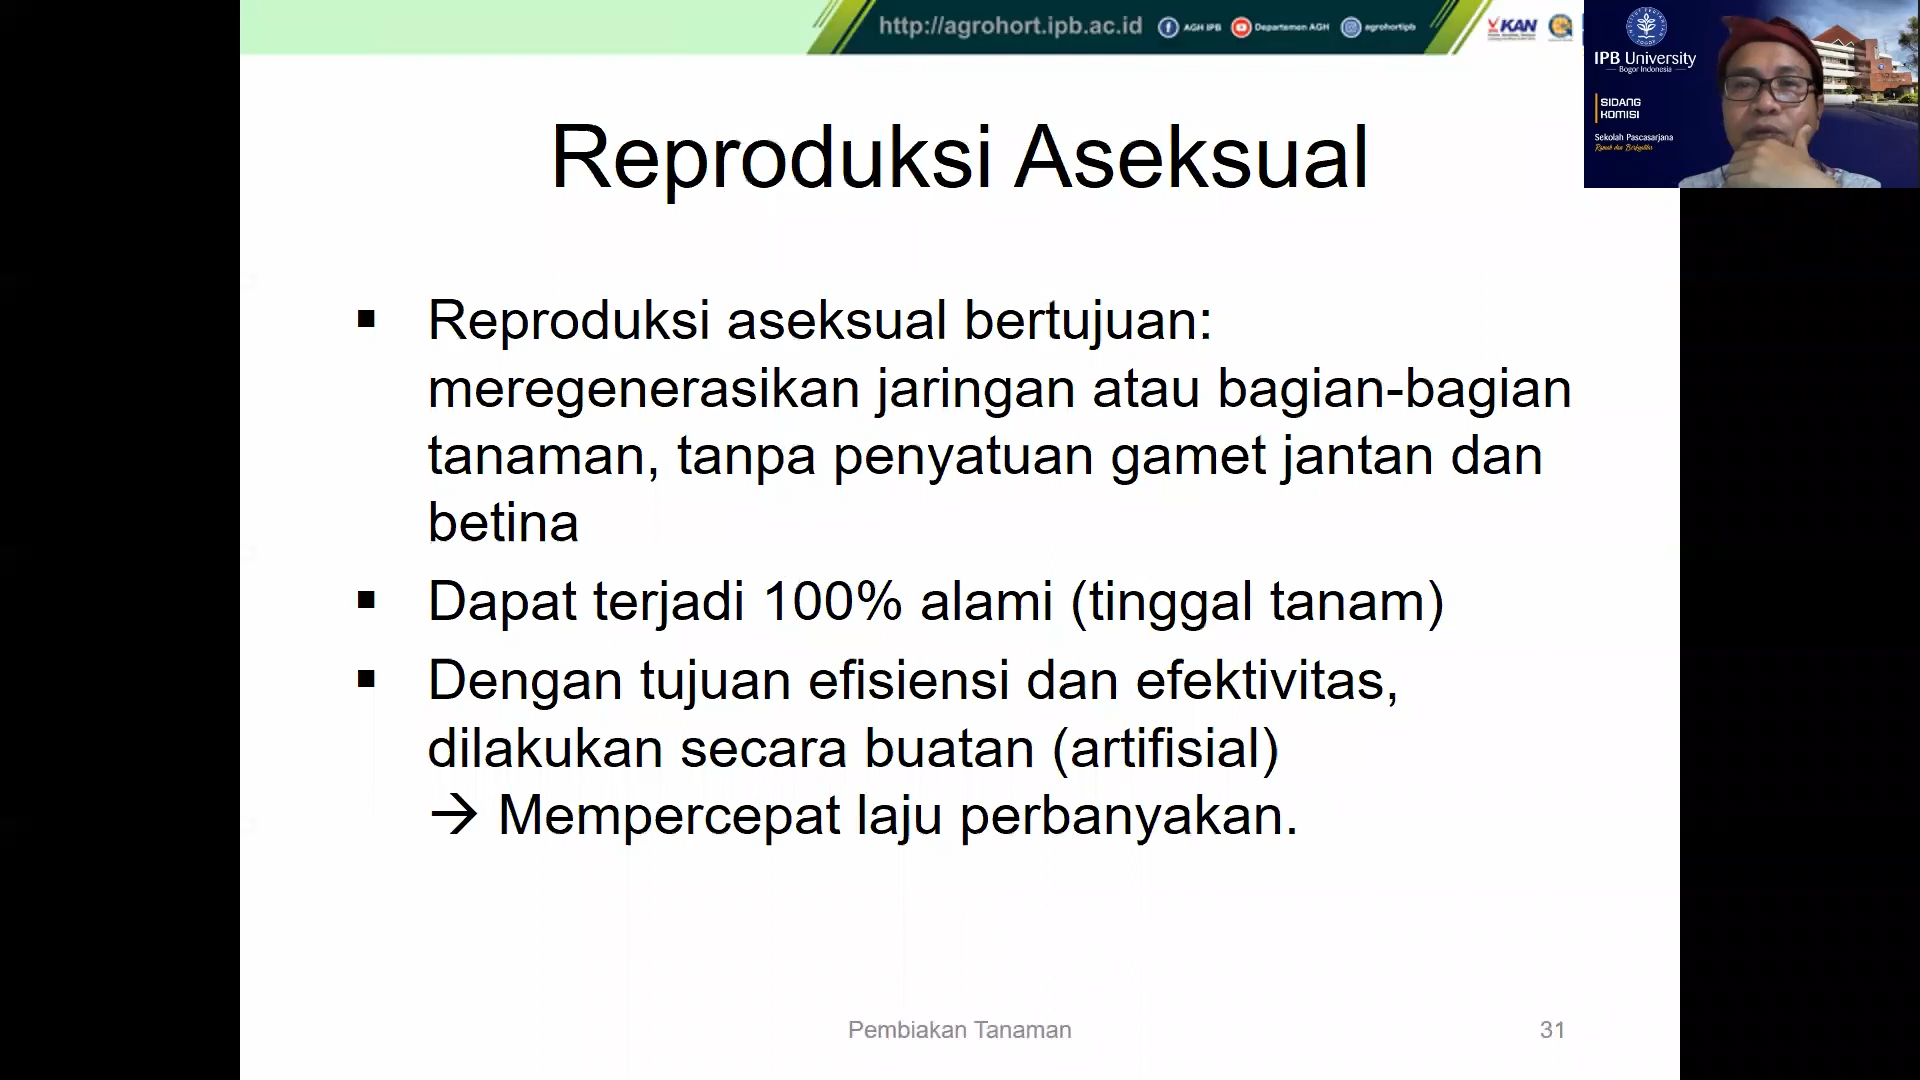 http://agrohort.ipb.ac.id AGH IPB Departemen AGH agrohortipb KAN
IPB University
Bogor Indonesia
SIDANG
KOMISI
Sekolah Pascasarjana
Reproduksi Aseksual
▪ Reproduksi aseksual bertujuan:
meregenerasikan jaringan atau bagian-bagian
tanaman, tanpa penyatuan gamet jantan dan
betina
▪ Dapat terjadi 100% alami (tinggal tanam)
▪ Dengan tujuan efisiensi dan efektivitas,
dilakukan secara buatan (artifisial)
→ Mempercepat laju perbanyakan.
Pembiakan Tanaman 31